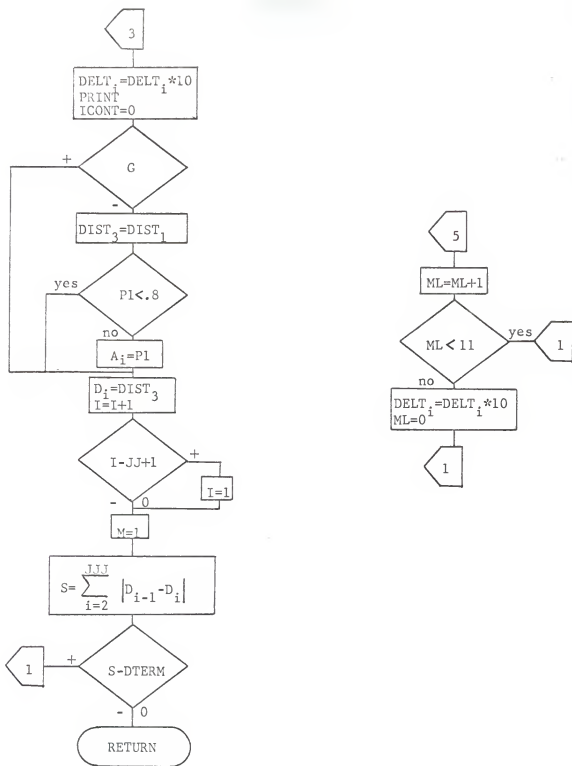 3
DELT_i=DELT_i*10
PRINT
ICONT=0
+
G
-
DIST_3=DIST_1
yes
P1<.8
no
A_i=P1
D_i=DIST_3
I=I+1
I-JJ+1
+
I=1
- 0
M=1
JJJ
S= ∑ |D_{i-1}-D_i|
i=2
1
+
S-DTERM
- 0
RETURN
5
ML=ML+1
ML<11
yes
1
no
DELT_i=DELT_i*10
ML=0
1